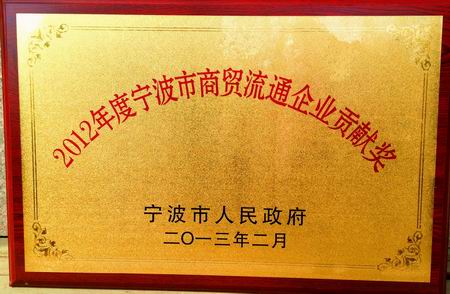 2012年度宁波市商贸流通企业贡献奖
宁波市人民政府
二〇一三年二月